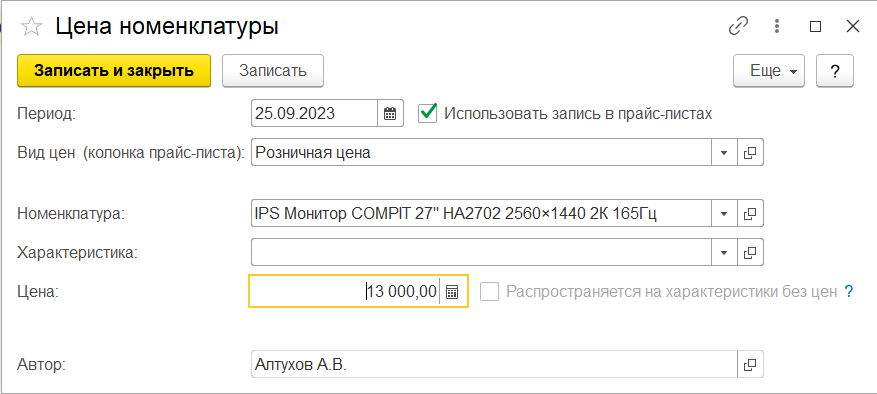 Цена номенклатуры
Записать и закрыть Записать Еще ?
Период: 25.09.2023 Использовать запись в прайс-листах
Вид цен (колонка прайс-листа): Розничная цена
Номенклатура: IPS Монитор COMPIT 27" HA2702 2560×1440 2К 165Гц
Характеристика:
Цена: 13 000,00 Распространяется на характеристики без цен ?
Автор: Алтухов А.В.